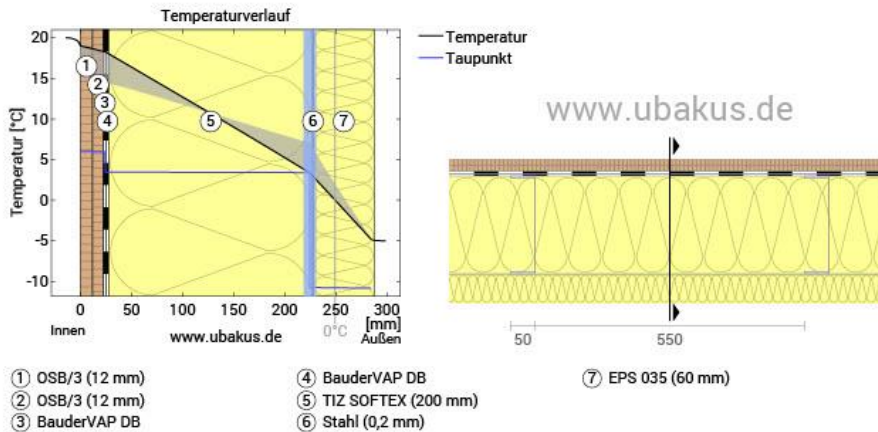 Temperaturverlauf
20
15
10
5
0
-5
-10
Temperatur [°C]
1
2
3
4
5
6
7
0 50 100 150 200 250 300
Innen
www.ubakus.de
0°C
[mm]
Außen
Temperatur
Taupunkt
www.ubakus.de
50
550
1 OSB/3 (12 mm)
2 OSB/3 (12 mm)
3 BauderVAP DB
4 BauderVAP DB
5 TIZ SOFTEX (200 mm)
6 Stahl (0,2 mm)
7 EPS 035 (60 mm)